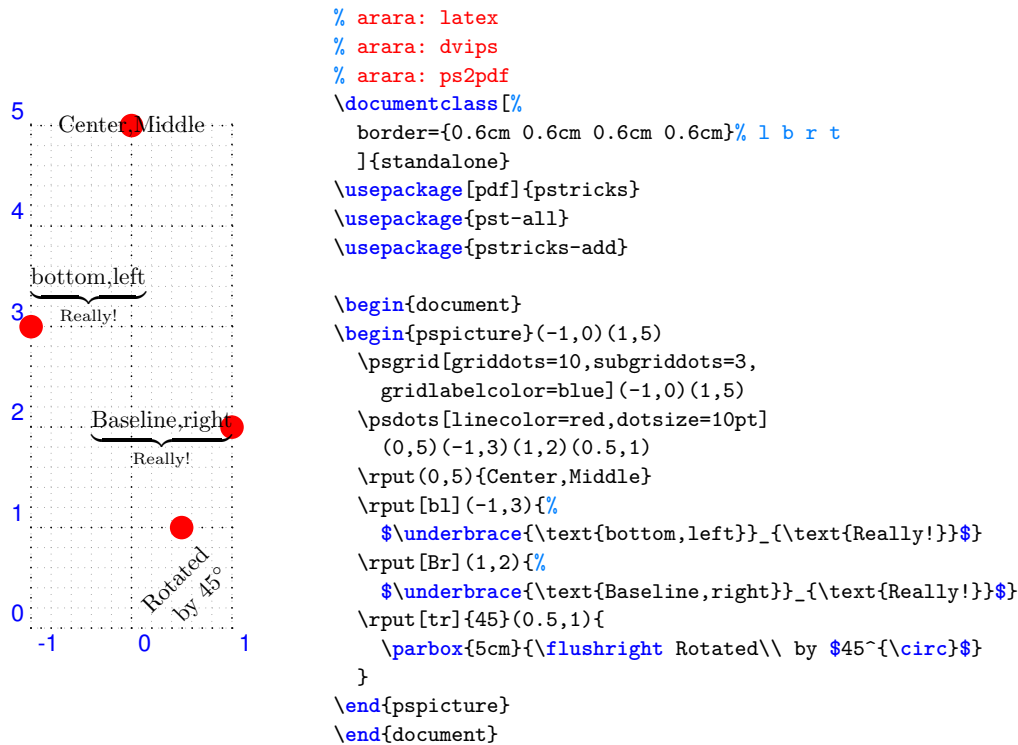 5
Center,Middle
4
bottom,left
3
Really!
2
Baseline,right
Really!
1
Rotated
by 45°
0
-1 0 1
% arara: latex
% arara: dvips
% arara: ps2pdf
\documentclass[%
  border={0.6cm 0.6cm 0.6cm 0.6cm}% l b r t
  ]{standalone}
\usepackage[pdf]{pstricks}
\usepackage{pst-all}
\usepackage{pstricks-add}

\begin{document}
\begin{pspicture}(-1,0)(1,5)
  \psgrid[griddots=10,subgriddots=3,
    gridlabelcolor=blue](-1,0)(1,5)
  \psdots[linecolor=red,dotsize=10pt]
    (0,5)(-1,3)(1,2)(0.5,1)
  \rput(0,5){Center,Middle}
  \rput[bl](-1,3){%
    $\underbrace{\text{bottom,left}}_{\text{Really!}}$}
  \rput[Br](1,2){%
    $\underbrace{\text{Baseline,right}}_{\text{Really!}}$}
  \rput[tr]{45}(0.5,1){
    \parbox{5cm}{\flushright Rotated\\ by $45^{\circ}$}
  }
\end{pspicture}
\end{document}